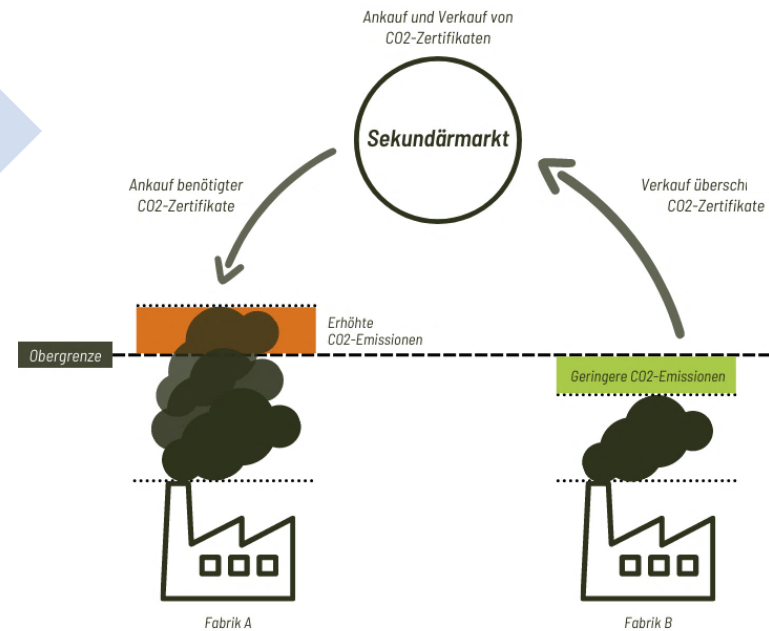 Ankauf und Verkauf von
CO2-Zertifikaten
Sekundärmarkt
Ankauf benötigter
CO2-Zertifikate
Verkauf
CO2-Zertifikate
Erhöhte
CO2-Emissionen
Obergrenze
Geringere CO2-Emissionen
Fabrik A
Fabrik B